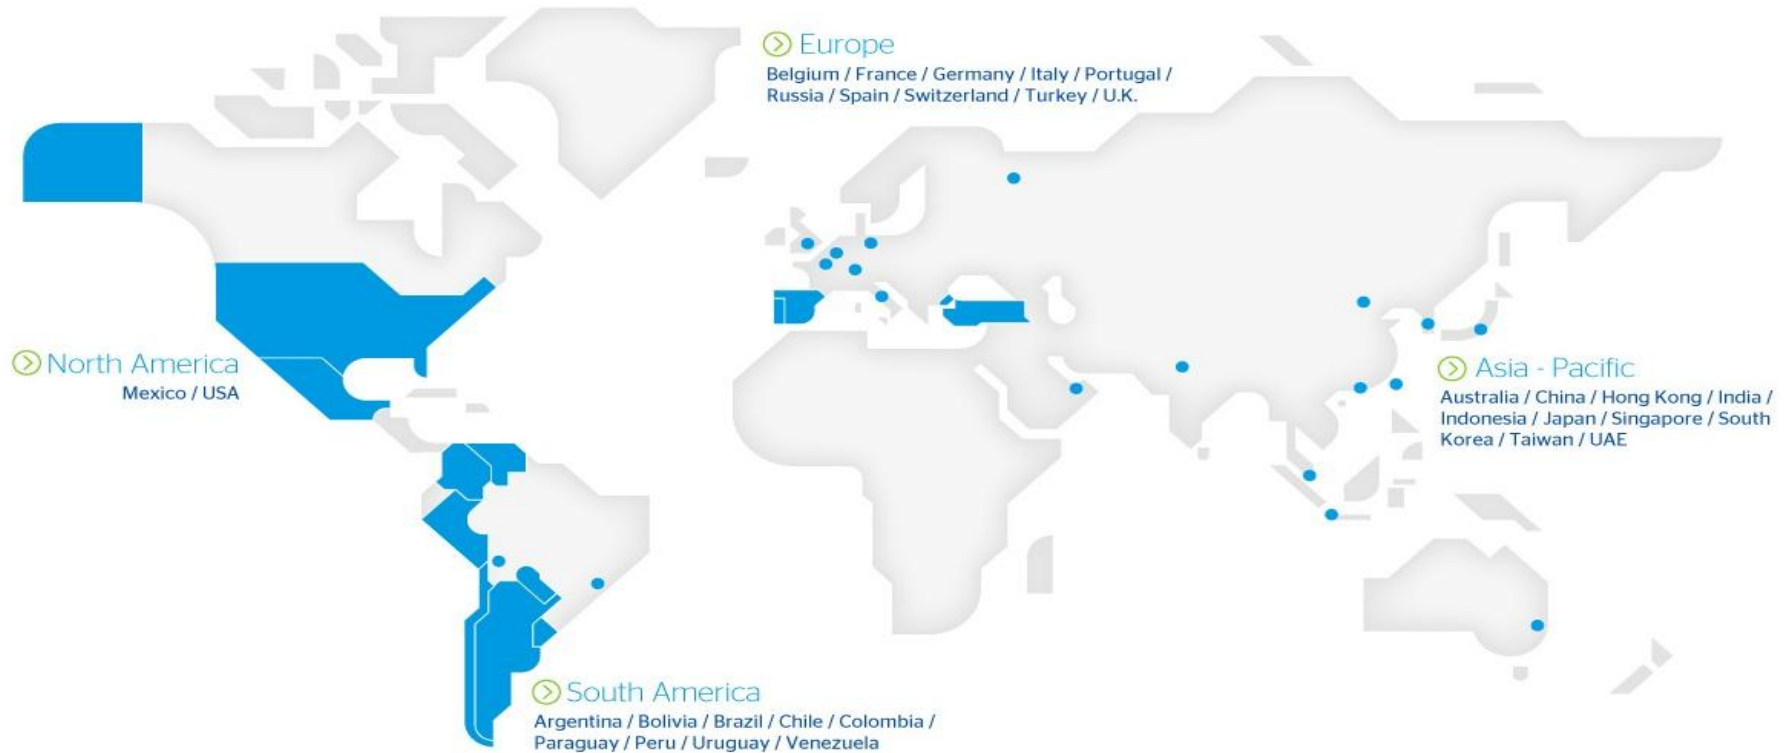 Europe
Belgium / France / Germany / Italy / Portugal /
Russia / Spain / Switzerland / Turkey / U.K.
North America
Mexico / USA
Asia - Pacific
Australia / China / Hong Kong / India /
Indonesia / Japan / Singapore / South
Korea / Taiwan / UAE
South America
Argentina / Bolivia / Brazil / Chile / Colombia /
Paraguay / Peru / Uruguay / Venezuela